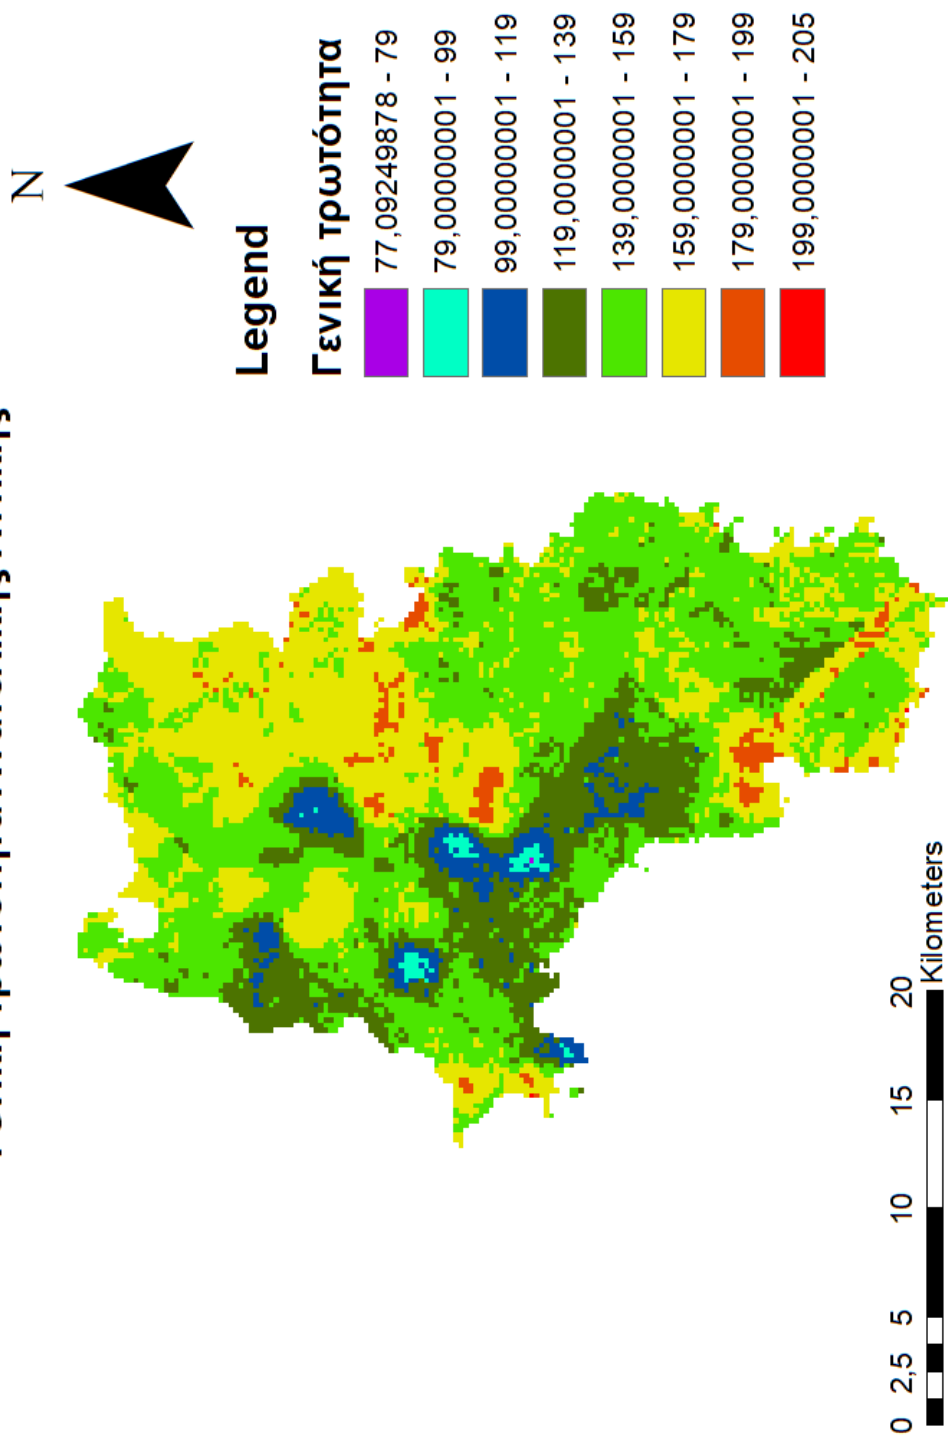 N
Legend
Γενική τρωτότητα
77,09249878 - 79
79,00000001 - 99
99,00000001 - 119
119,0000001 - 139
139,0000001 - 159
159,0000001 - 179
179,0000001 - 199
199,0000001 - 205
0 2,5 5 10 15 20
Kilometers